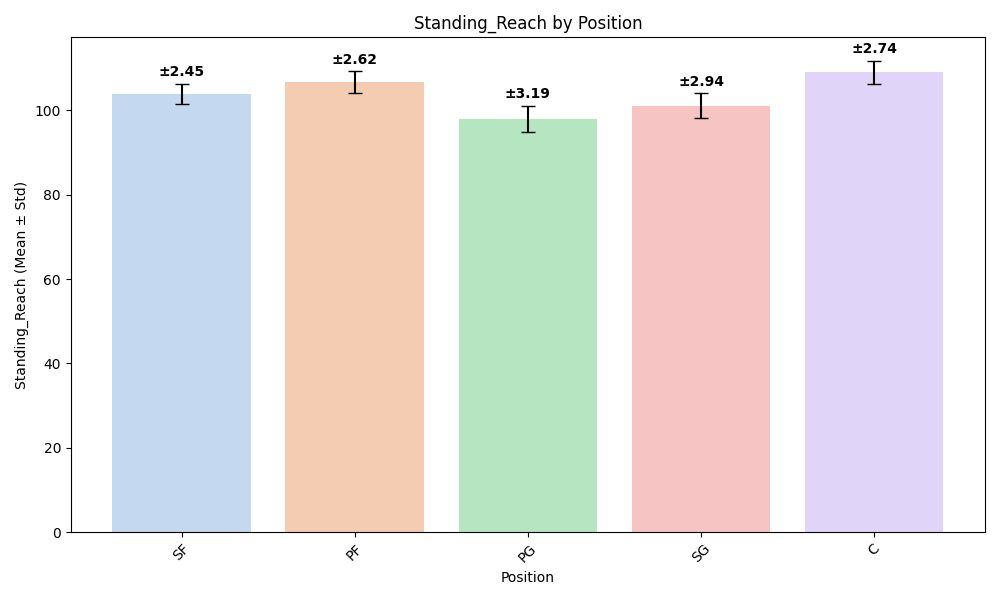 Standing_Reach by Position
±2.45
±2.62
±3.19
±2.94
±2.74
Standing_Reach (Mean ± Std)
100
80
60
40
20
0
SF
PF
PG
SG
C
Position